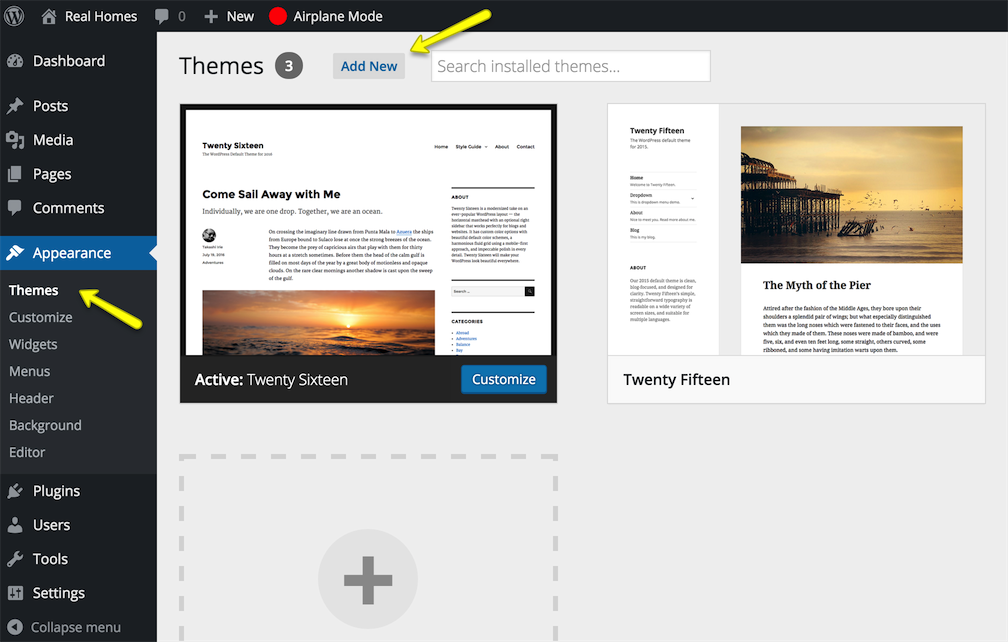 Real Homes 0 New Airplane Mode
Dashboard
Posts
Media
Pages
Comments
Appearance
Themes
Customize
Widgets
Menus
Header
Background
Editor
Plugins
Users
Tools
Settings
Collapse menu
Themes 3 Add New Search installed themes...
Twenty Sixteen
The WordPress Default Theme for 2016
Home Style Guide About Contact
Come Sail Away with Me
Individually, we are one drop. Together, we are an ocean.
July 19, 2016
Adventures
On crossing the imaginary line drawn from Punta Mala to Azuera the ships
from Europe bound to Sulaco lose at once the strong breezes of the ocean.
They become the prey of capricious airs that play with them for thirty
hours at a stretch sometimes. Before them the head of the calm gulf is
filled on most days of the year by a great body of motionless and opaque
clouds. On the rare clear mornings another shadow is cast upon the sweep
of the gulf.
ABOUT
Twenty Sixteen is a modernized take on an
ever-popular WordPress layout — the
horizontal masthead with an optional right
sidebar that works perfectly for blogs and
websites. It has custom color options with
beautiful default color schemes, a
harmonious fluid grid using a mobile-first
approach, and impeccable polish in every
detail. Twenty Sixteen will make your
WordPress look beautiful everywhere.
Search ...
CATEGORIES
Abroad
Adventures
Balance
Bay
Active: Twenty Sixteen Customize
Twenty Fifteen
The WordPress default theme
for 2015.
Home
Welcome to Twenty Fifteen.
Dropdown
This is dropdown menu demo.
About
Nice to meet you. Read more about me.
Blog
This is my blog.
ABOUT
Our 2015 default theme is clean,
blog-focused, and designed for
clarity. Twenty Fifteen's simple,
straightforward typography is
readable on a wide variety of
screen sizes, and suitable for
multiple languages.
The Myth of the Pier
Attired after the fashion of the Middle Ages, they bore upon their
shoulders a splendid pair of wings; but what especially distinguished
them was the long noses which were fastened to their faces, and the uses
which they made of them. These noses were made of bamboo, and were
five, six, and even ten feet long, some straight, others curved, some
ribboned, and some having imitation warts upon them.
Twenty Fifteen